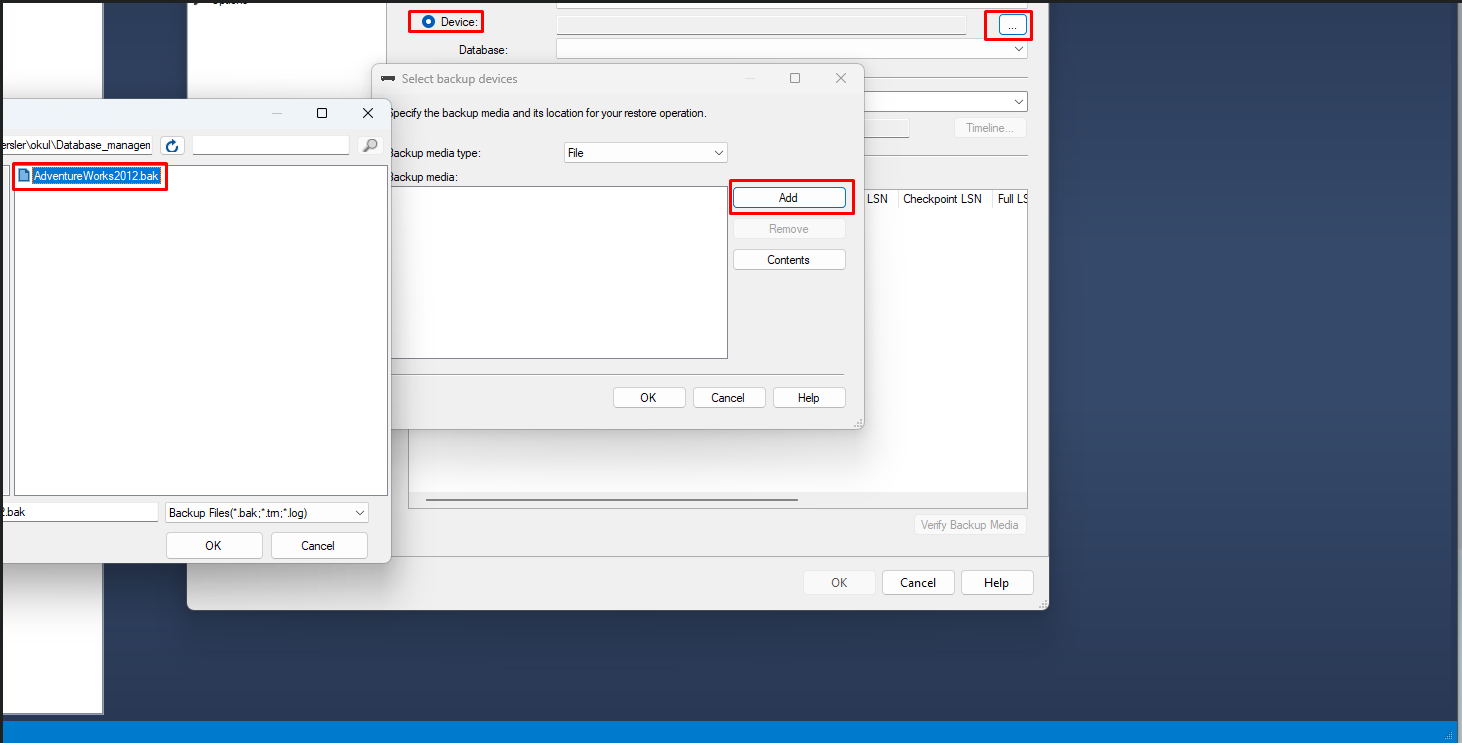 Device:
...
Database:
Select backup devices
Specify the backup media and its location for your restore operation.
ersler\okul\Database_managem
Timeline...
Backup media type:
File
Backup media:
AdventureWorks2012.bak
Add
LSN
Checkpoint LSN
Full LS
Remove
Contents
OK
Cancel
Help
2.bak
Backup Files(*.bak;*.trn;*.log)
Verify Backup Media
OK
Cancel
OK
Cancel
Help